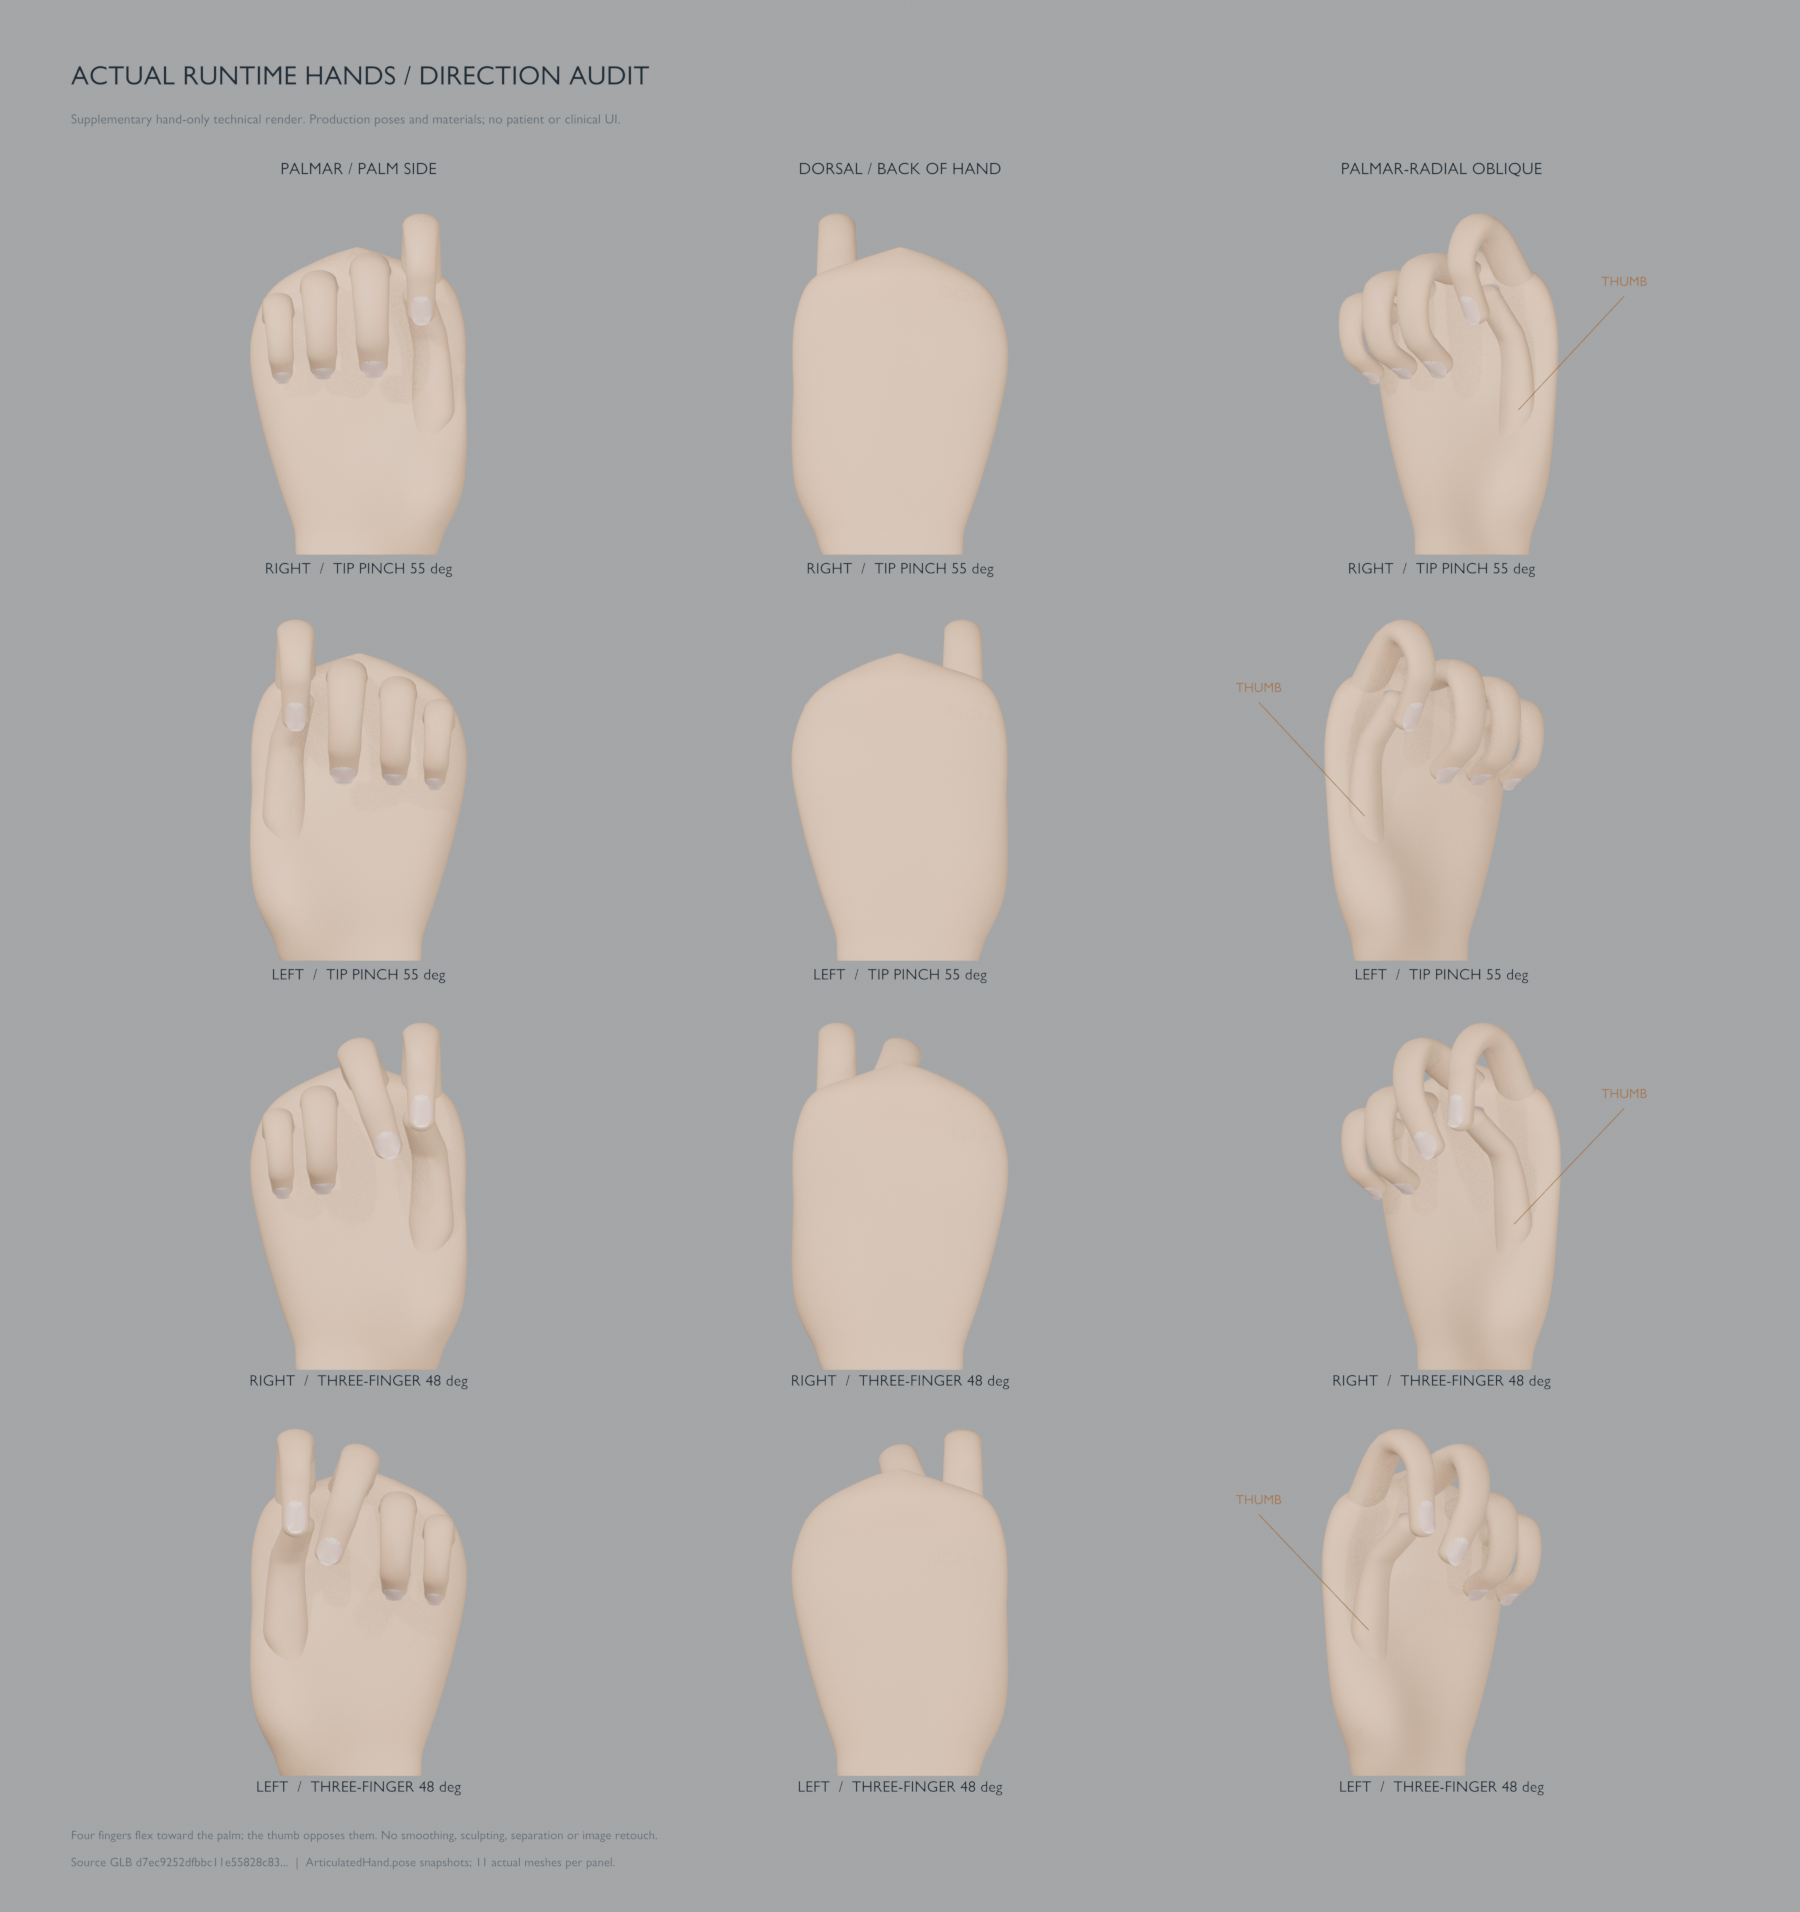 ACTUAL RUNTIME HANDS / DIRECTION AUDIT
Supplementary hand-only technical render. Production poses and materials; no patient or clinical UI.
PALMAR / PALM SIDE
DORSAL / BACK OF HAND
PALMAR-RADIAL OBLIQUE
THUMB
RIGHT / TIP PINCH 55 deg
RIGHT / TIP PINCH 55 deg
RIGHT / TIP PINCH 55 deg
THUMB
LEFT / TIP PINCH 55 deg
LEFT / TIP PINCH 55 deg
LEFT / TIP PINCH 55 deg
THUMB
RIGHT / THREE-FINGER 48 deg
RIGHT / THREE-FINGER 48 deg
RIGHT / THREE-FINGER 48 deg
THUMB
LEFT / THREE-FINGER 48 deg
LEFT / THREE-FINGER 48 deg
LEFT / THREE-FINGER 48 deg
Four fingers flex toward the palm; the thumb opposes them. No smoothing, sculpting, separation or image retouch.
Source GLB d7ec9252dfbbc11e55828c83... | ArticulatedHand.pose snapshots; 11 actual meshes per panel.